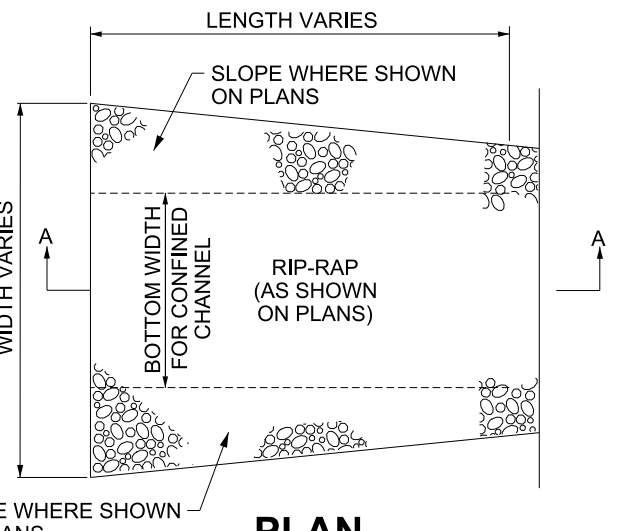 LENGTH VARIES
SLOPE WHERE SHOWN
ON PLANS
WIDTH VARIES
A
A
BOTTOM WIDTH
FOR CONFINED
CHANNEL
RIP-RAP
(AS SHOWN
ON PLANS)
WHERE SHOWN
PLAN